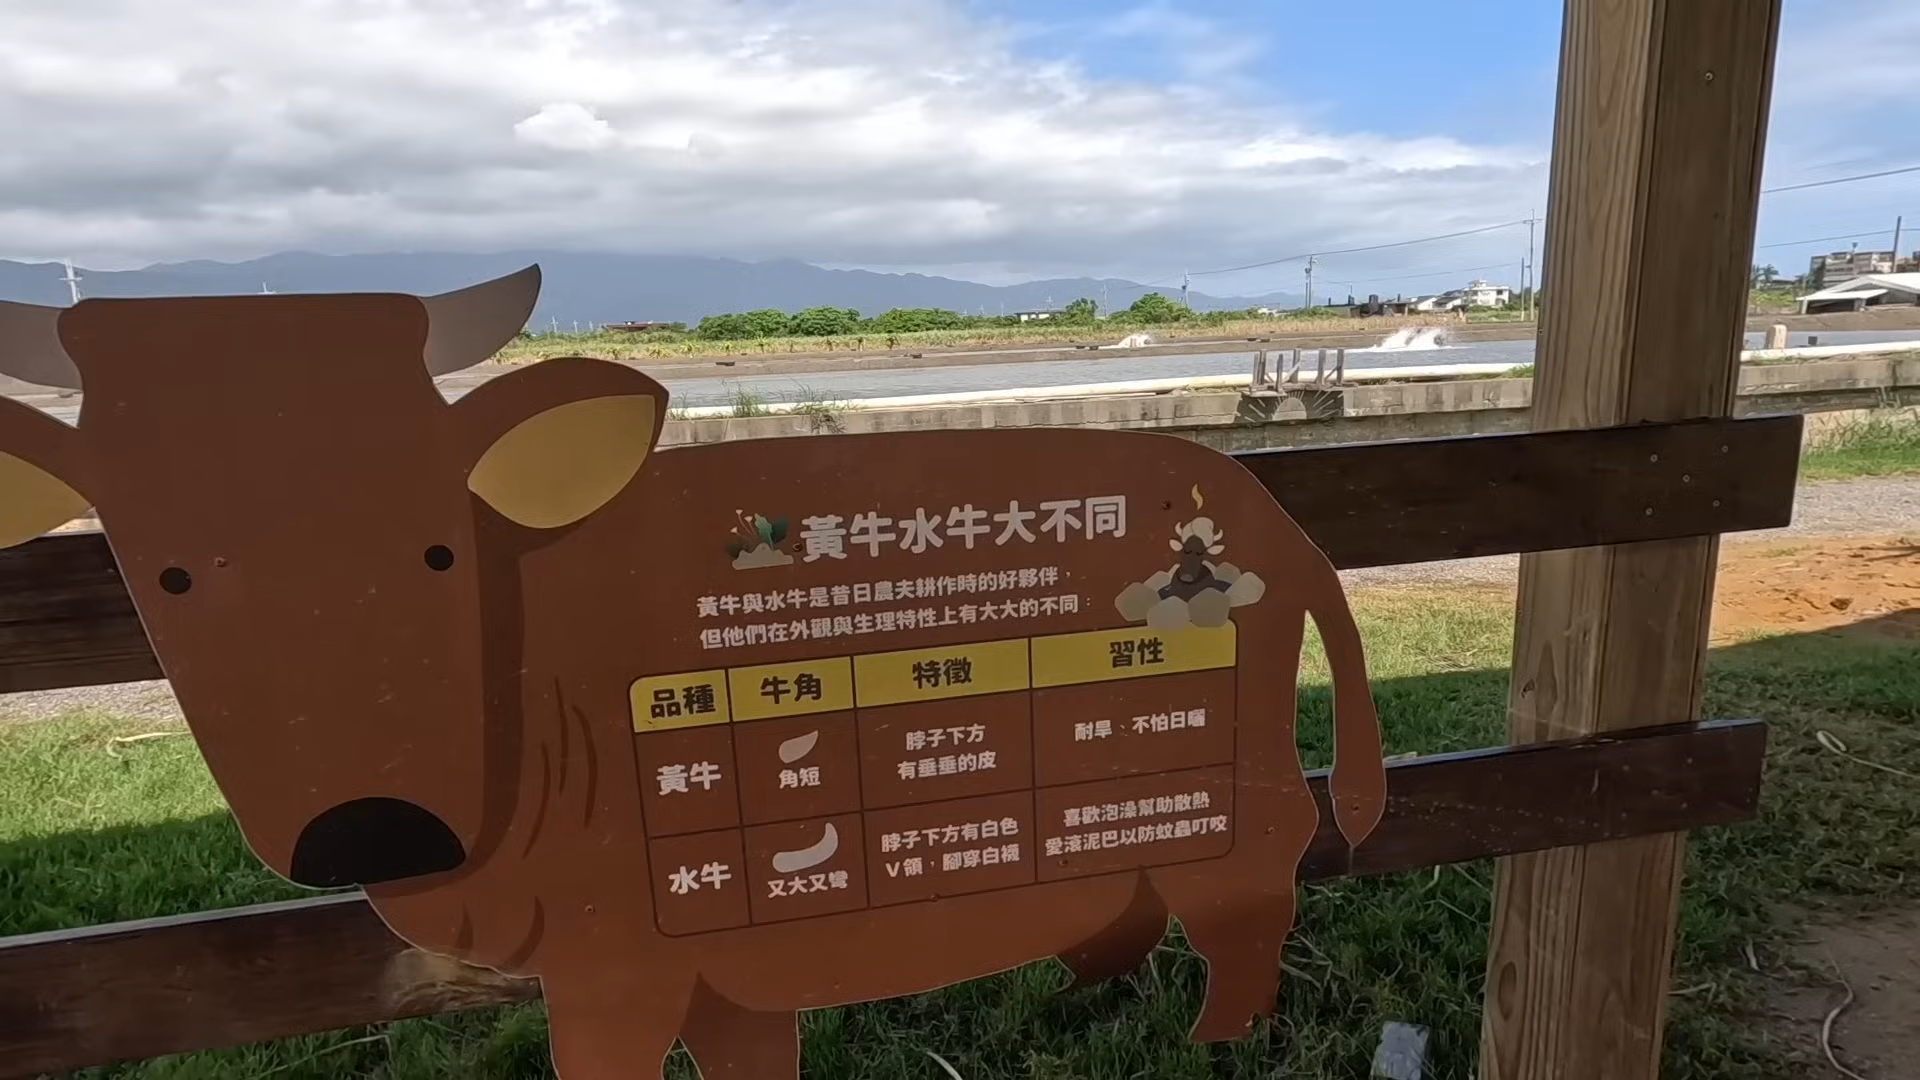 黃牛水牛大不同
黃牛與水牛是昔日農夫耕作時的好夥伴，
但他們在外觀與生理特性上有大大的不同：
品種 牛角 特徵 習性
黃牛
角短
脖子下方
有垂垂的皮
耐旱、不怕日曬
水牛
又大又彎
脖子下方有白色
V領，腳穿白襪
喜歡泡澡幫助散熱
愛滾泥巴以防蚊蟲叮咬